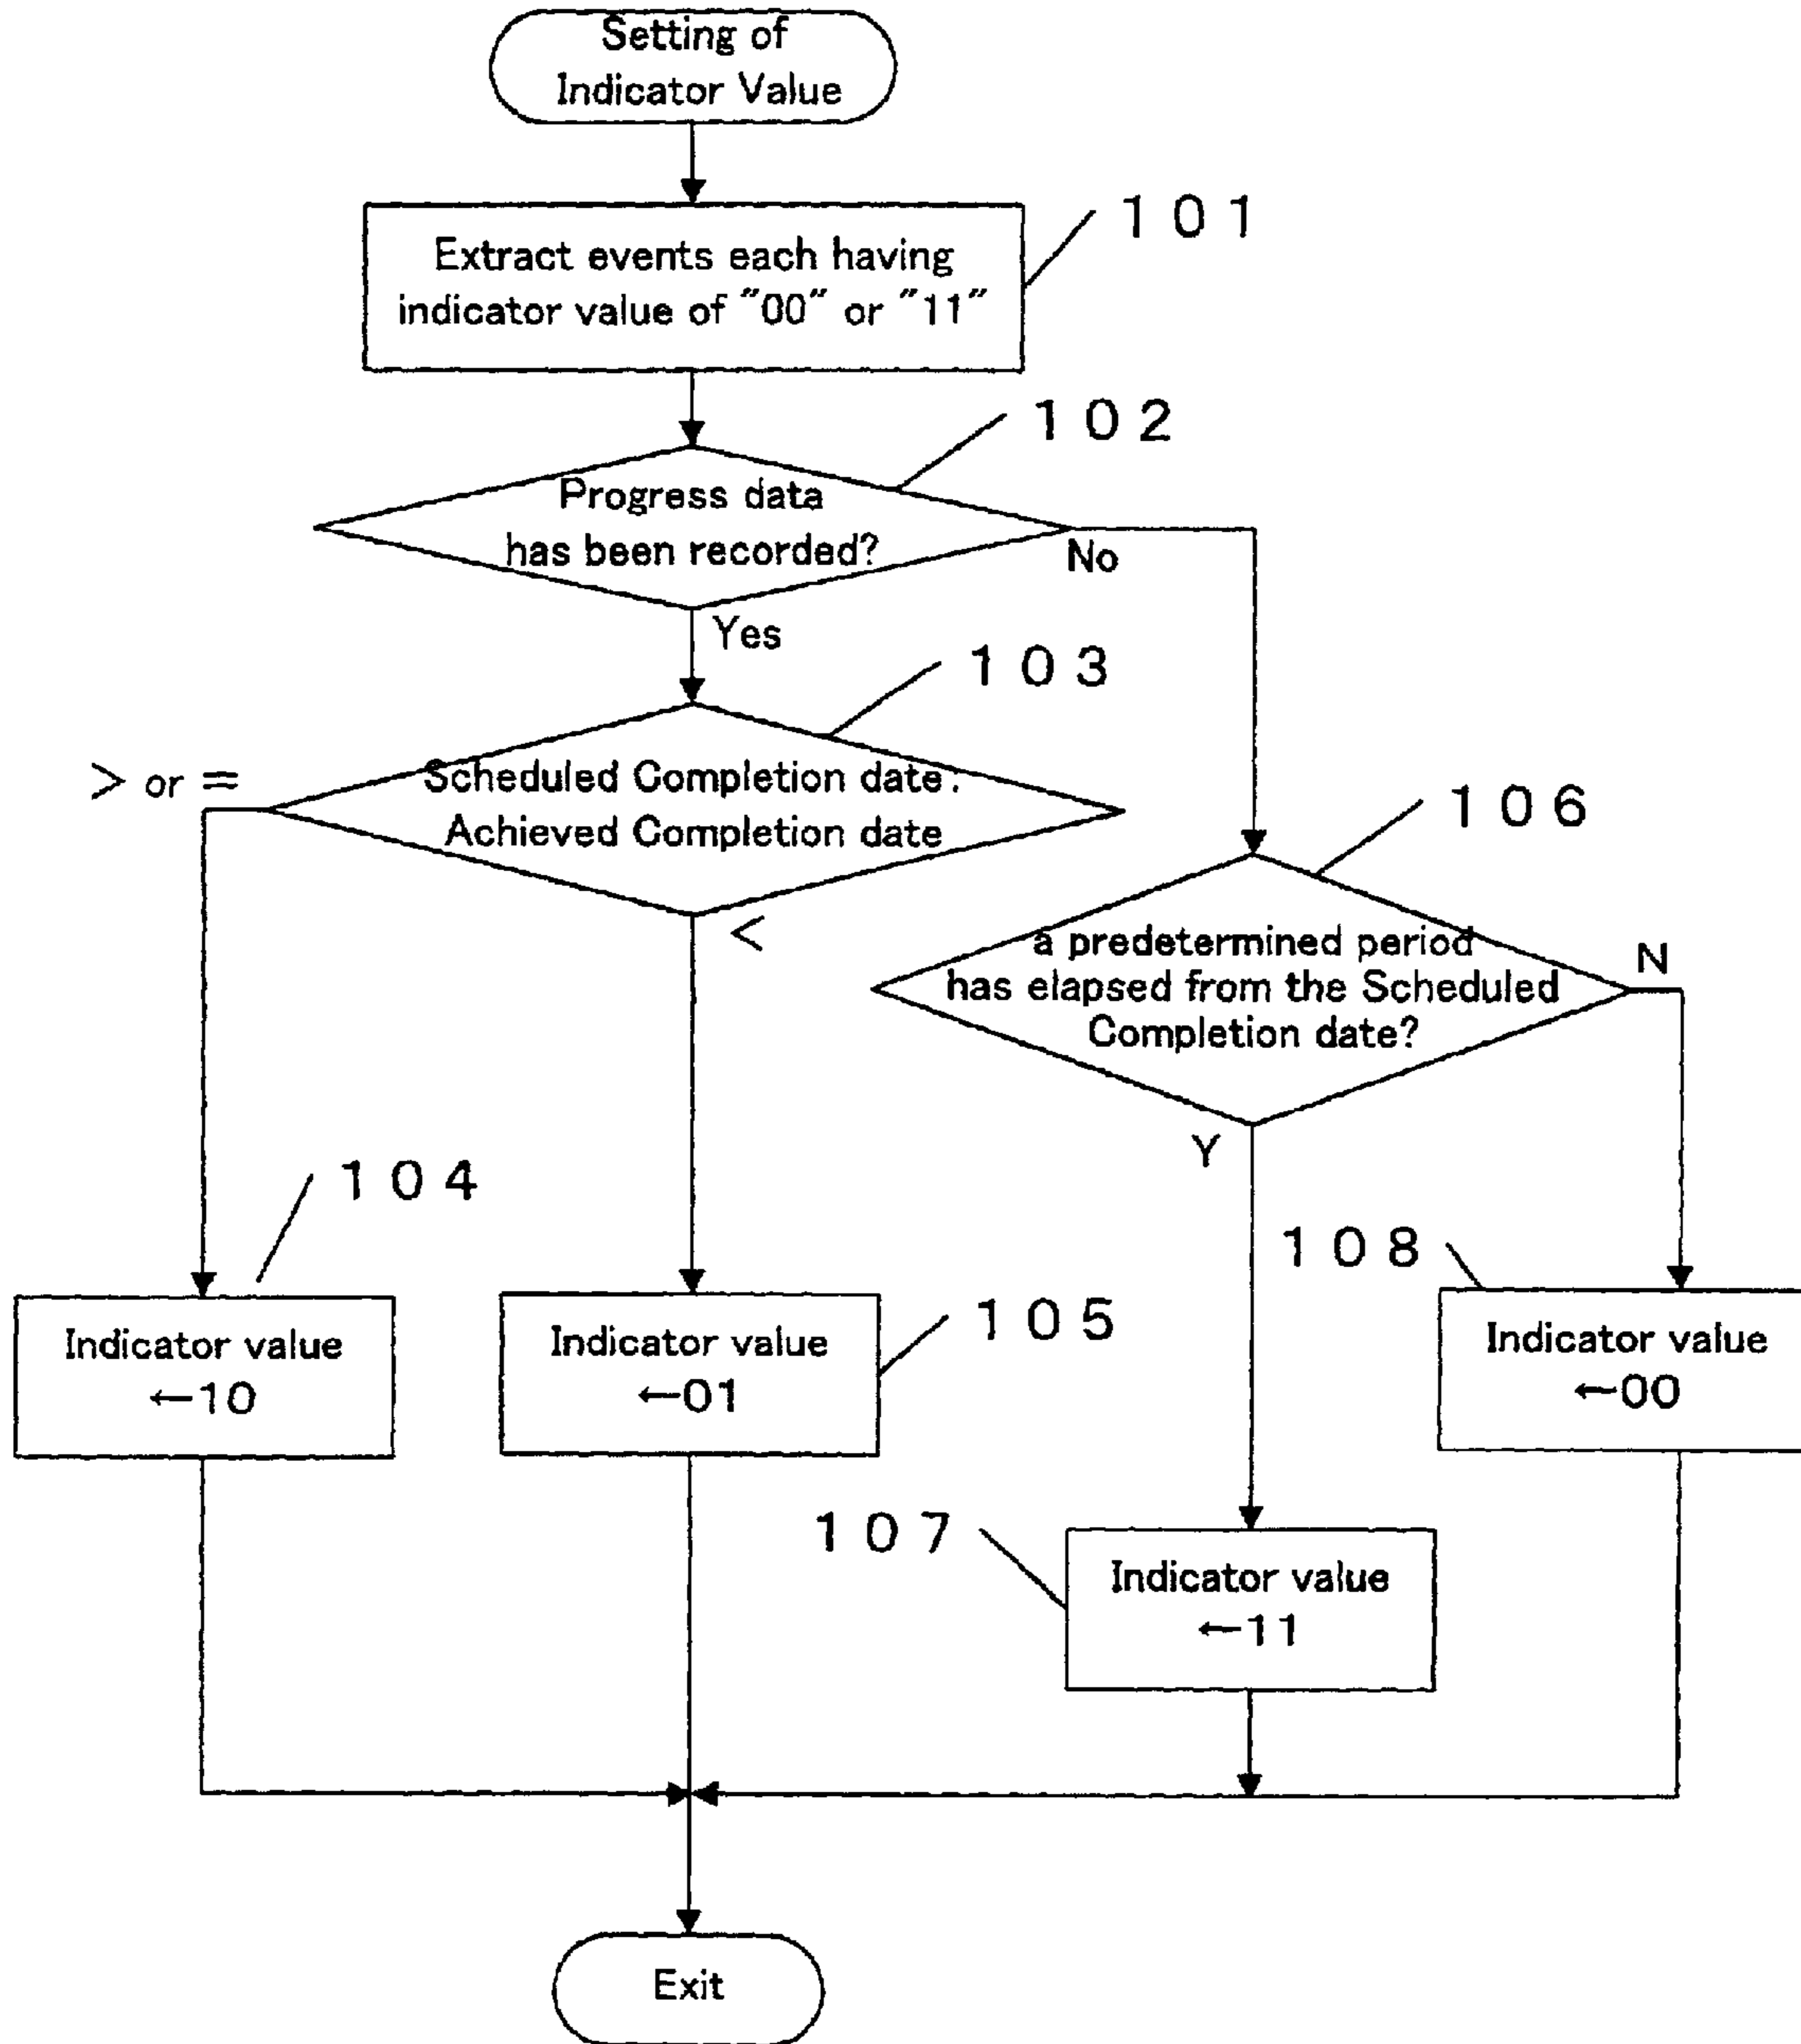 Setting of
Indicator Value
101
Extract events each having
indicator value of "00" or "11"
102
Progress data
has been recorded?
No
Yes
103
> or =
Scheduled Completion date:
Achieved Completion date
<
106
a predetermined period
has elapsed from the Scheduled
Completion date?
N
Y
104
Indicator value
←10
105
Indicator value
←01
108
Indicator value
←00
107
Indicator value
←11
Exit